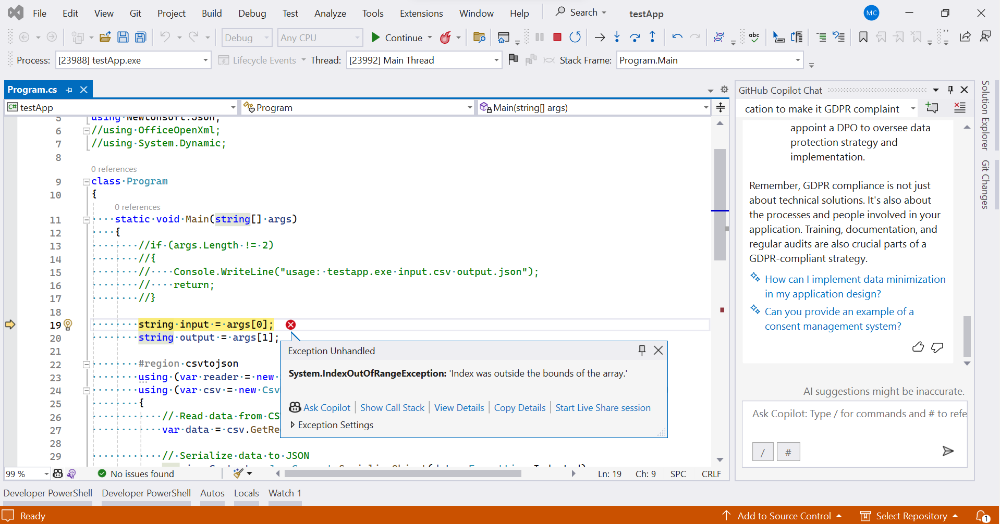 File Edit View Git Project Build Debug Test Analyze Tools Extensions Window Help Search testApp MC
Debug Any CPU Continue abc
Process: [23988] testApp.exe Lifecycle Events Thread: [23992] Main Thread Stack Frame: Program.Main
Program.cs
C# testApp Program Main(string[] args)
5 using Newtonsoft.Json;
6 //using OfficeOpenXml;
7 //using System.Dynamic;
8
0 references
9 class Program
10 {
0 references
11 static void Main(string[] args)
12 {
13 //if (args.Length != 2)
14 //{
15 // Console.WriteLine("usage: testapp.exe input.csv output.json");
16 // return;
17 //}
18
19 string input = args[0];
20 string output = args[1];
21
22 #region csvtojson
23 using (var reader = new
24 using (var csv = new Csv
25 {
26 // Read data from CS
27 var data = csv.GetRe
28
29 // Serialize data to JSON
Exception Unhandled
System.IndexOutOfRangeException: 'Index was outside the bounds of the array.'
Ask Copilot Show Call Stack View Details Copy Details Start Live Share session
Exception Settings
99 % No issues found Ln: 19 Ch: 9 SPC CRLF
GitHub Copilot Chat
cation to make it GDPR complaint
appoint a DPO to oversee data
protection strategy and
implementation.
Remember, GDPR compliance is not just
about technical solutions. It's also about
the processes and people involved in your
application. Training, documentation, and
regular audits are also crucial parts of a
GDPR-compliant strategy.
How can I implement data minimization
in my application design?
Can you provide an example of a
consent management system?
AI suggestions might be inaccurate.
Ask Copilot: Type / for commands and # to refe
/ #
Solution Explorer
Git Changes
Developer PowerShell Developer PowerShell Autos Locals Watch 1
Ready Add to Source Control Select Repository 1